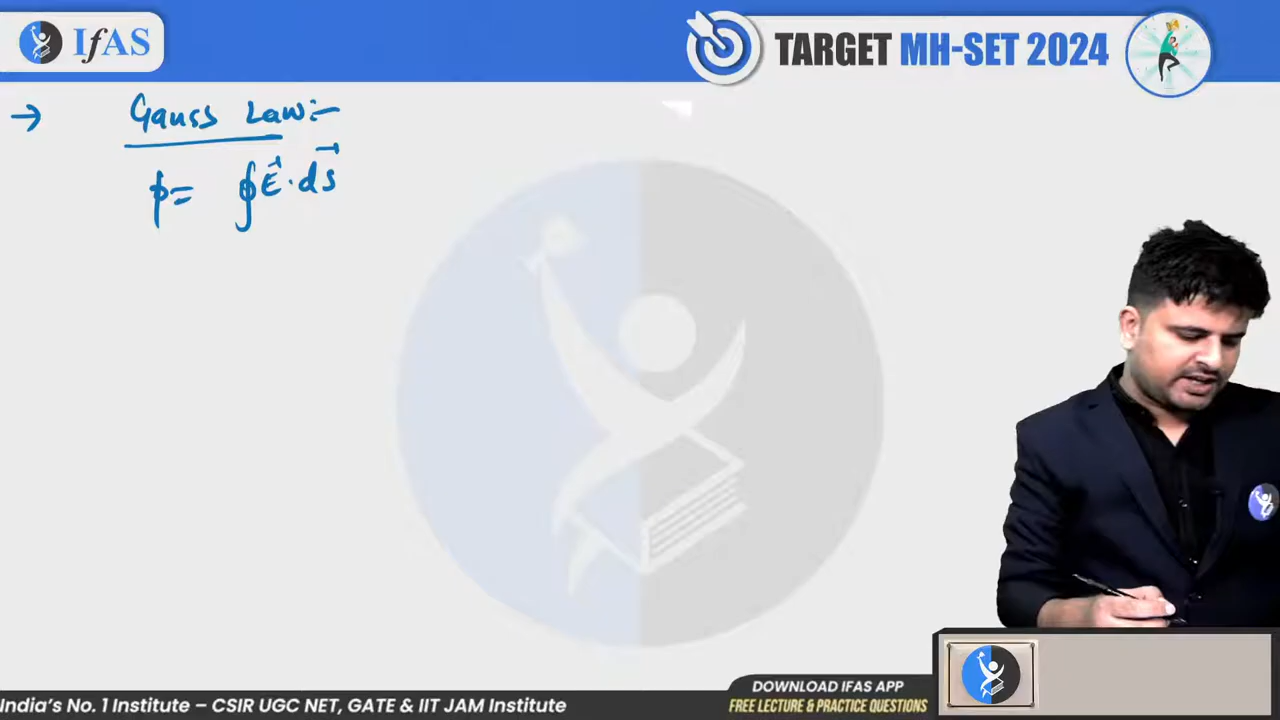 IfAS
TARGET MH-SET 2024
→ Gauss Law:-
ϕ= ∮E⃗·ds⃗
DOWNLOAD IFAS APP
FREE LECTURE & PRACTICE QUESTIONS
India's No. 1 Institute – CSIR UGC NET, GATE & IIT JAM Institute